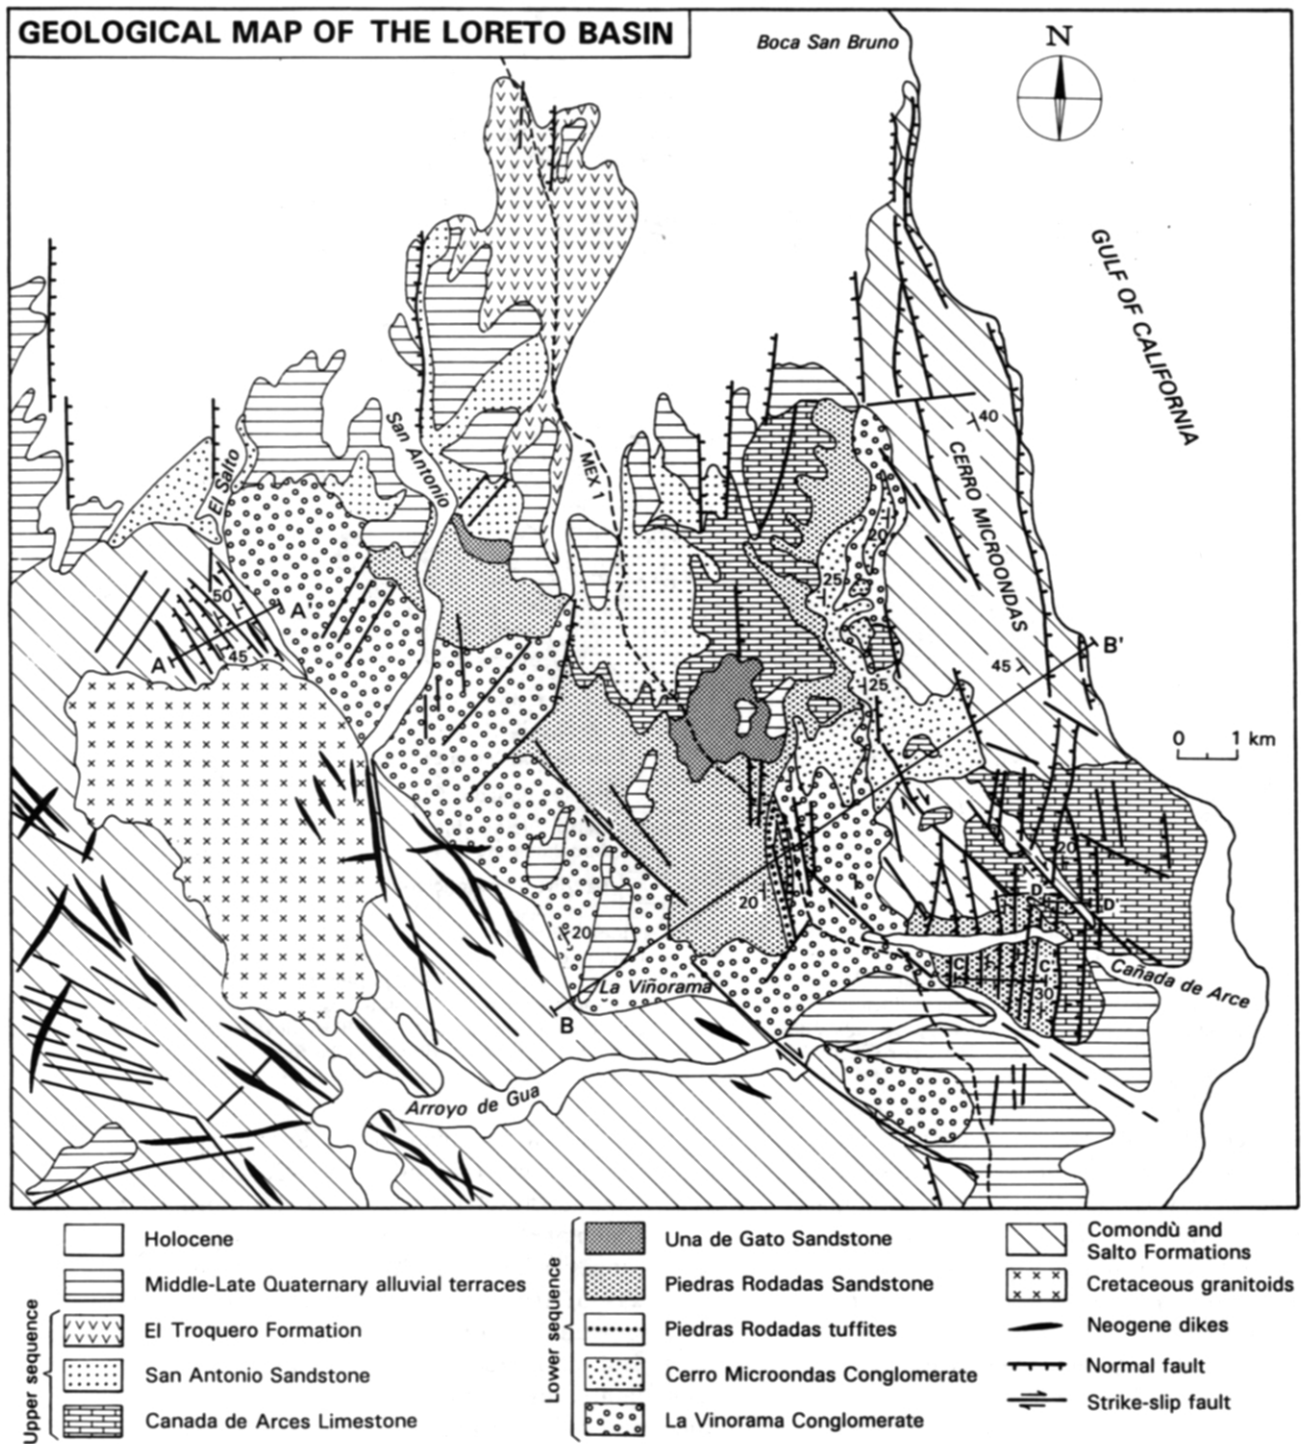 GEOLOGICAL MAP OF THE LORETO BASIN
Boca San Bruno
N
GULF OF CALIFORNIA
40
San Antonio
El Salto
MEX 1
CERRO MICROONDAS
20
25
50
A'
A
45
45
B'
25
0 1 km
20
D
D'
20
20
C
C'
30
Cañada de Arce
La Viñorama
B
Arroyo de Gua
Holocene
Middle-Late Quaternary alluvial terraces
Upper sequence
El Troquero Formation
San Antonio Sandstone
Canada de Arces Limestone
Lower sequence
Una de Gato Sandstone
Piedras Rodadas Sandstone
Piedras Rodadas tuffites
Cerro Microondas Conglomerate
La Vinorama Conglomerate
Comondù and
Salto Formations
Cretaceous granitoids
Neogene dikes
Normal fault
Strike-slip fault